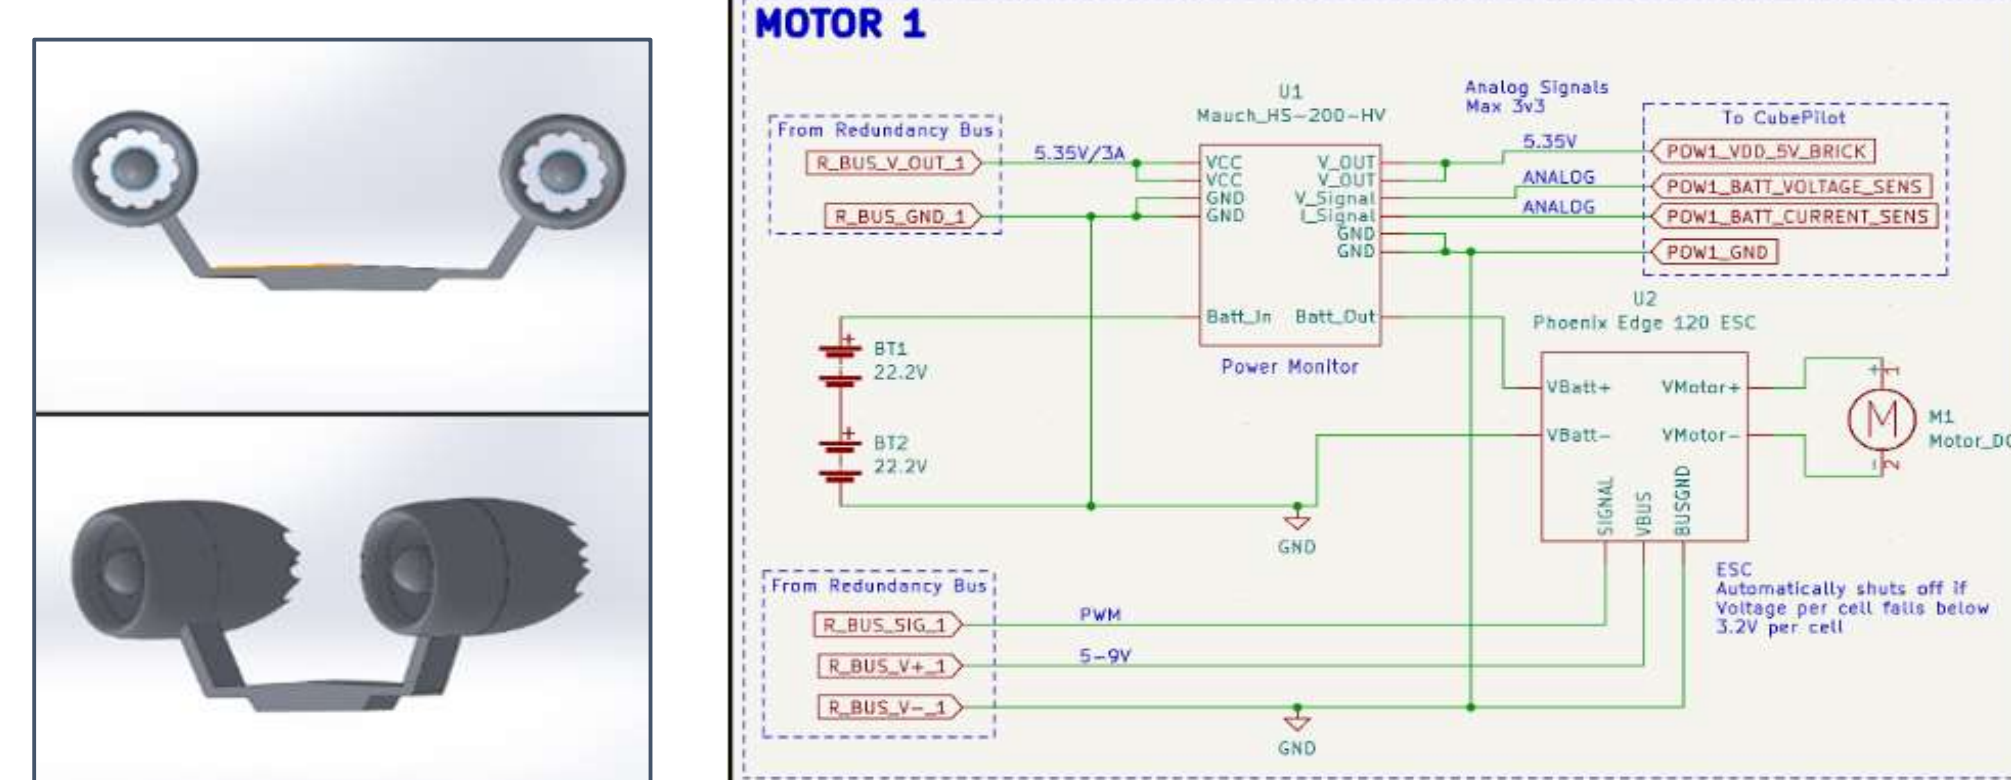 MOTOR 1
From Redundancy Bus
R_BUS_V_OUT_1
R_BUS_GND_1
5.35V/3A
U1
Mauch_HS-200-HV
VCC
VCC
GND
GND
V_OUT
V_OUT
V_Signal
I_Signal
GND
GND
Batt_In
Batt_Out
Power Monitor
Analog Signals
Max 3v3
5.35V
ANALOG
ANALOG
To CubePilot
POW1_VDD_5V_BRICK
POW1_BATT_VOLTAGE_SENS
POW1_BATT_CURRENT_SENS
POW1_GND
+
BT1
22.2V
+
BT2
22.2V
GND
U2
Phoenix Edge 120 ESC
VBatt+
VBatt-
VMotor+
VMotor-
SIGNAL
VBUS
BUSGND
+
1
M
2
M1
Motor_DC
ESC
Automatically shuts off if
Voltage per cell falls below
3.2V per cell
From Redundancy Bus
R_BUS_SIG_1
R_BUS_V+_1
R_BUS_V-_1
PWM
5-9V
GND